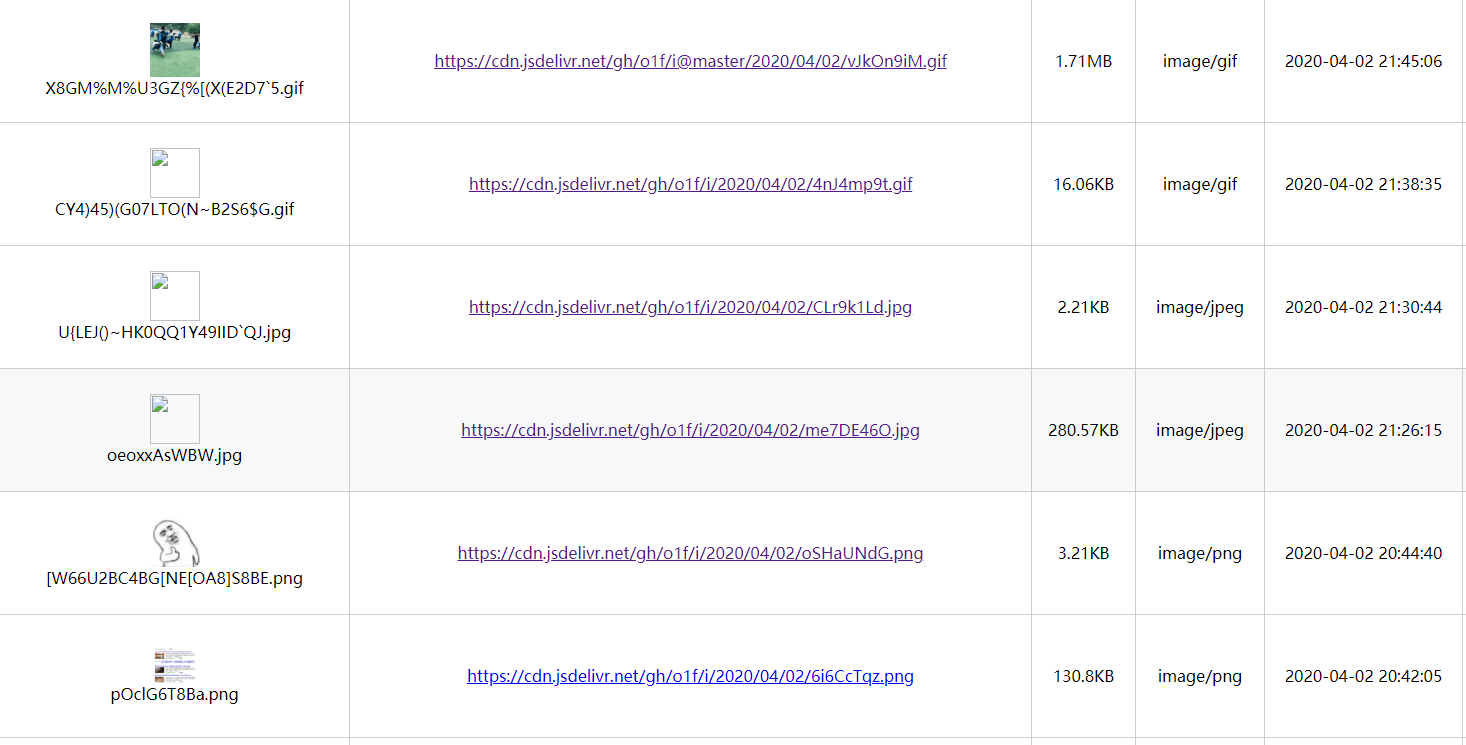 https://cdn.jsdelivr.net/gh/o1f/i@master/2020/04/02/vJkOn9iM.gif 1.71MB image/gif 2020-04-02 21:45:06
X8GM%M%U3GZ{%[(X(E2D7`5.gif
https://cdn.jsdelivr.net/gh/o1f/i/2020/04/02/4nJ4mp9t.gif 16.06KB image/gif 2020-04-02 21:38:35
CY4)45)(G07LTO(N~B2S6$G.gif
https://cdn.jsdelivr.net/gh/o1f/i/2020/04/02/CLr9k1Ld.jpg 2.21KB image/jpeg 2020-04-02 21:30:44
U{LEJ()~HK0QQ1Y49IID`QJ.jpg
https://cdn.jsdelivr.net/gh/o1f/i/2020/04/02/me7DE46O.jpg 280.57KB image/jpeg 2020-04-02 21:26:15
oeoxxAsWBW.jpg
https://cdn.jsdelivr.net/gh/o1f/i/2020/04/02/oSHaUNdG.png 3.21KB image/png 2020-04-02 20:44:40
[W66U2BC4BG[NE[OA8]S8BE.png
https://cdn.jsdelivr.net/gh/o1f/i/2020/04/02/6i6CcTqz.png 130.8KB image/png 2020-04-02 20:42:05
pOclG6T8Ba.png